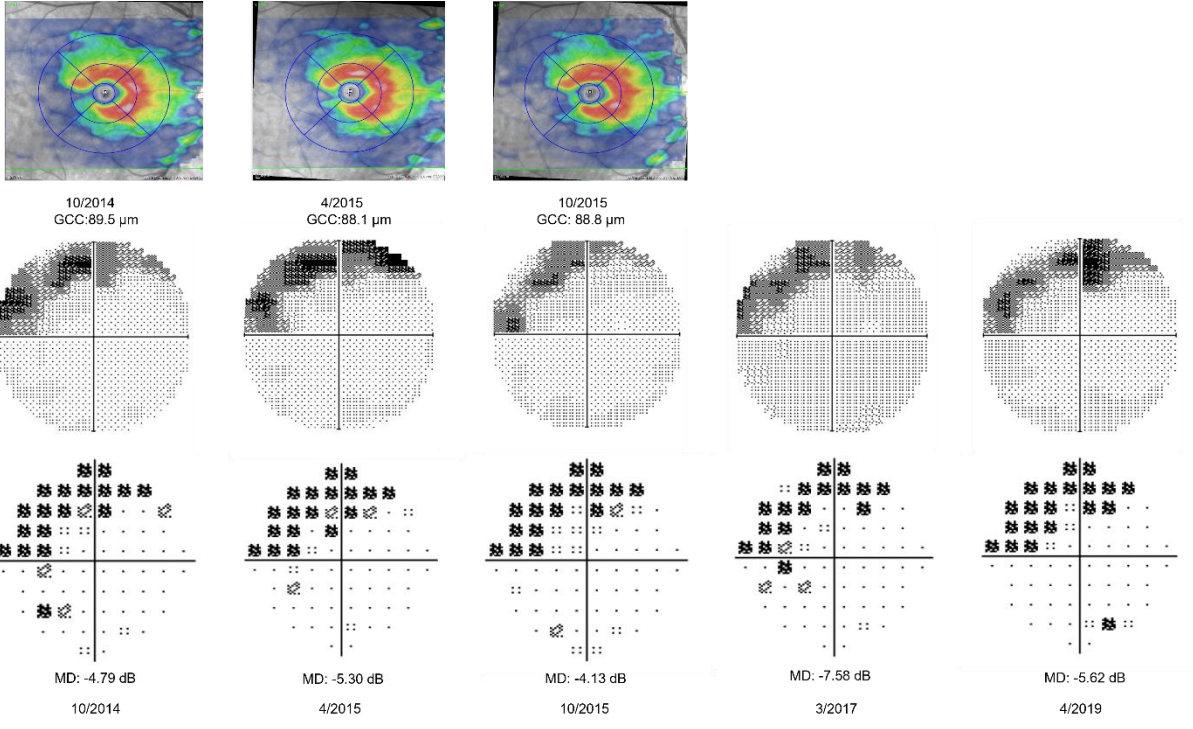 10/2014
GCC:89.5 μm
4/2015
GCC:88.1 μm
10/2015
GCC: 88.8 μm
MD: -4.79 dB
MD: -5.30 dB
MD: -4.13 dB
MD: -7.58 dB
MD: -5.62 dB
10/2014
4/2015
10/2015
3/2017
4/2019